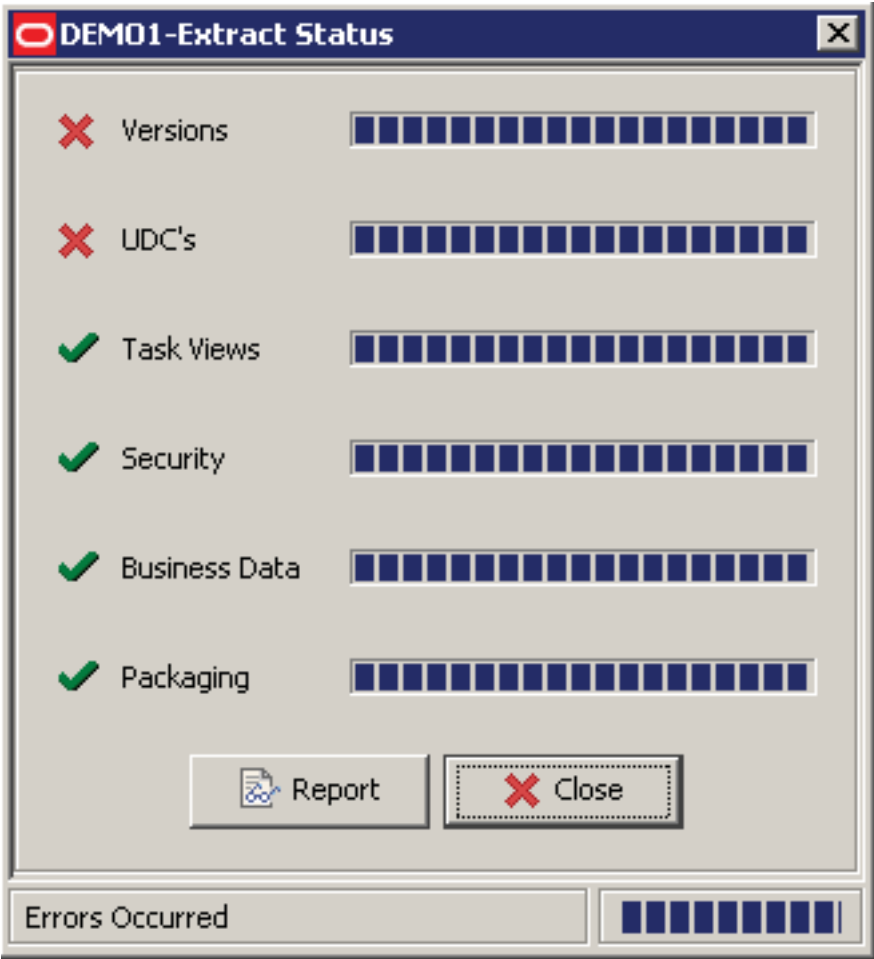 DEMO1-Extract Status
Versions
UDC's
Task Views
Security
Business Data
Packaging
Report
Close
Errors Occurred